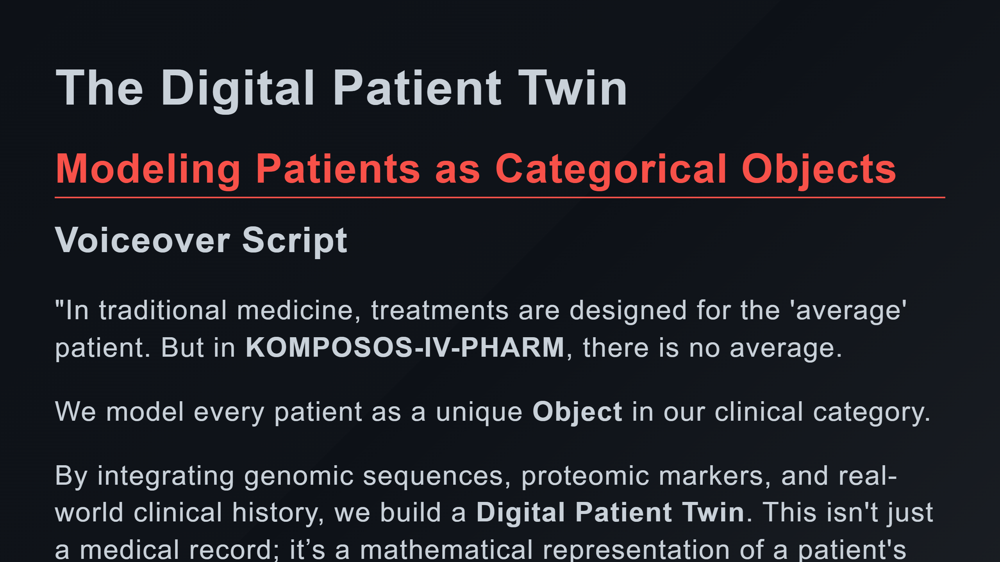 The Digital Patient Twin
Modeling Patients as Categorical Objects
Voiceover Script
"In traditional medicine, treatments are designed for the 'average'
patient. But in KOMPOSOS-IV-PHARM, there is no average.
We model every patient as a unique Object in our clinical category.
By integrating genomic sequences, proteomic markers, and real-
world clinical history, we build a Digital Patient Twin. This isn't just
a medical record; it’s a mathematical representation of a patient's